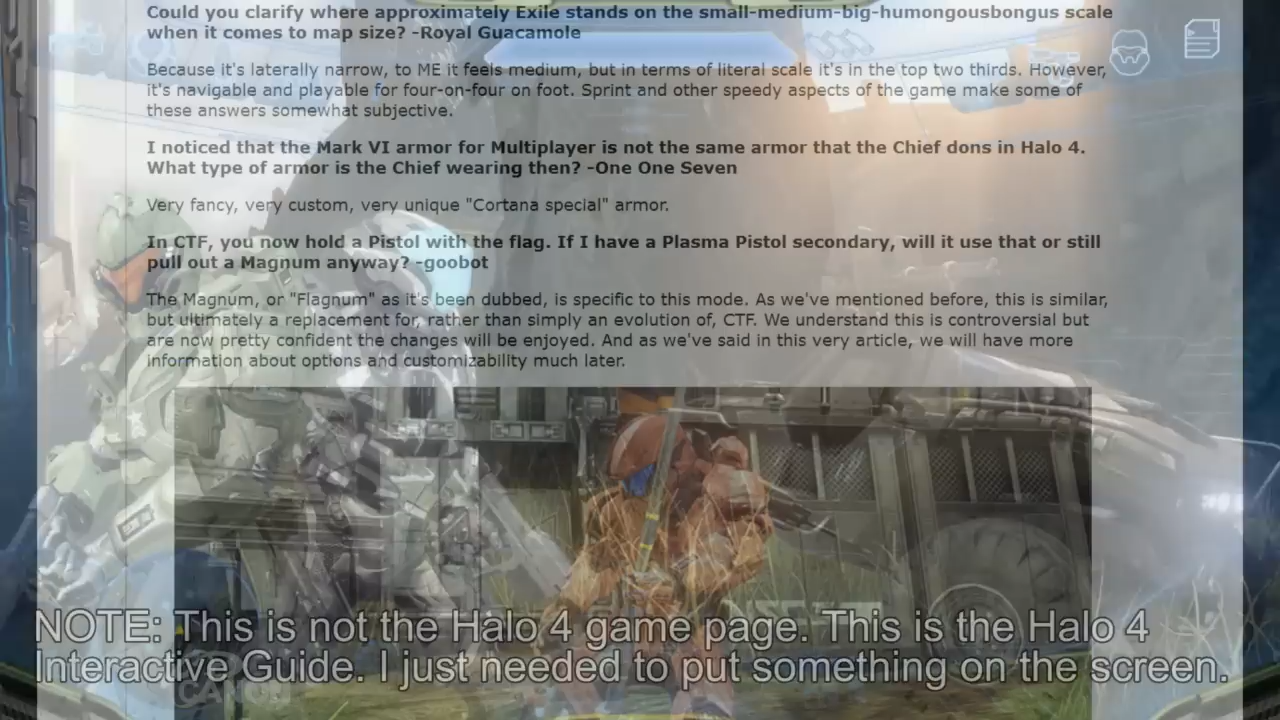 Could you clarify where approximately Exile stands on the small-medium-big-humongousbongus scale
when it comes to map size? -Royal Guacamole
Because it's laterally narrow, to ME it feels medium, but in terms of literal scale it's in the top two thirds. However,
it's navigable and playable for four-on-four on foot. Sprint and other speedy aspects of the game make some of
these answers somewhat subjective.
I noticed that the Mark VI armor for Multiplayer is not the same armor that the Chief dons in Halo 4.
What type of armor is the Chief wearing then? -One One Seven
Very fancy, very custom, very unique "Cortana special" armor.
In CTF, you now hold a Pistol with the flag. If I have a Plasma Pistol secondary, will it use that or still
pull out a Magnum anyway? -goobot
The Magnum, or "Flagnum" as it's been dubbed, is specific to this mode. As we've mentioned before, this is similar,
but ultimately a replacement for, rather than simply an evolution of, CTF. We understand this is controversial but
are now pretty confident the changes will be enjoyed. And as we've said in this very article, we will have more
information about options and customizability much later.
NOTE: This is not the Halo 4 game page. This is the Halo 4
Interactive Guide. I just needed to put something on the screen.